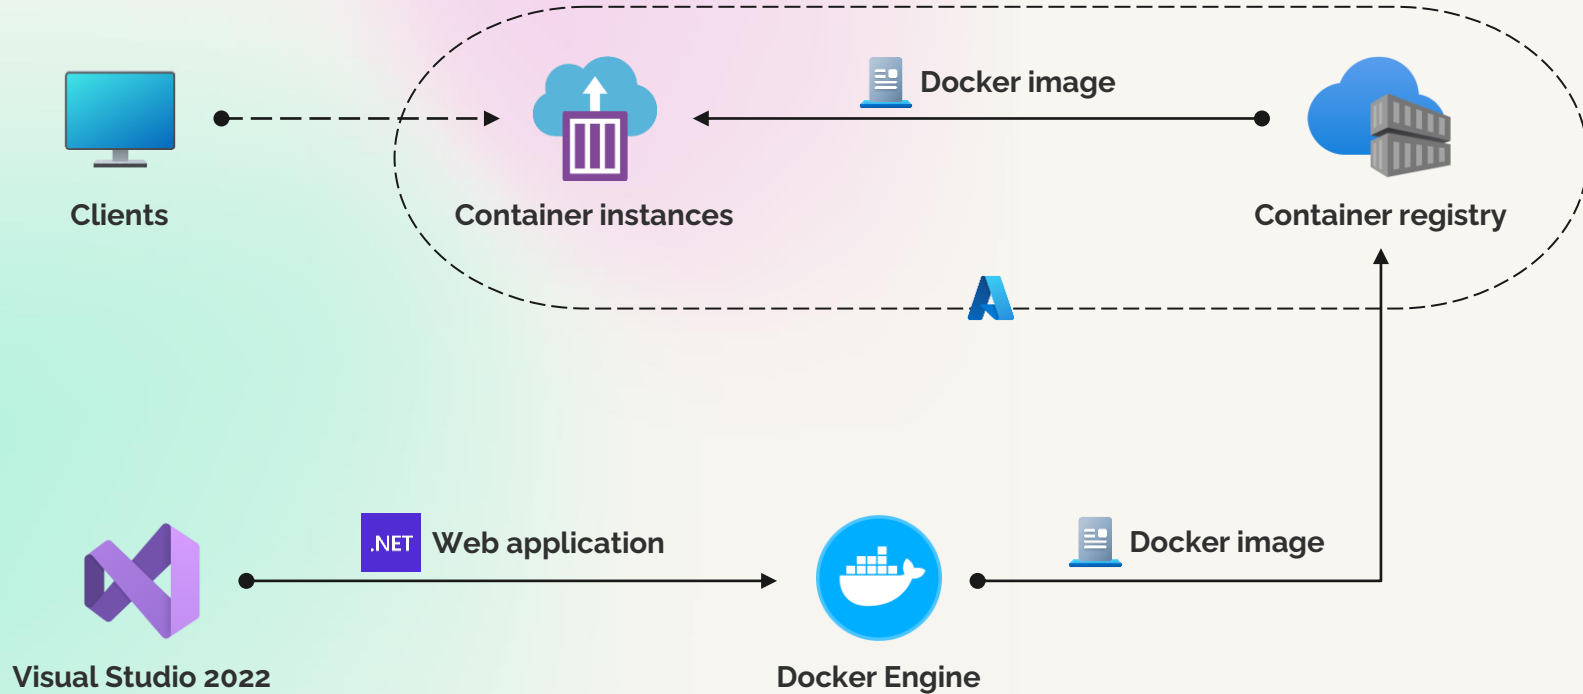 Docker image
Clients
Container instances
Container registry
.NET
Web application
Docker image
Visual Studio 2022
Docker Engine